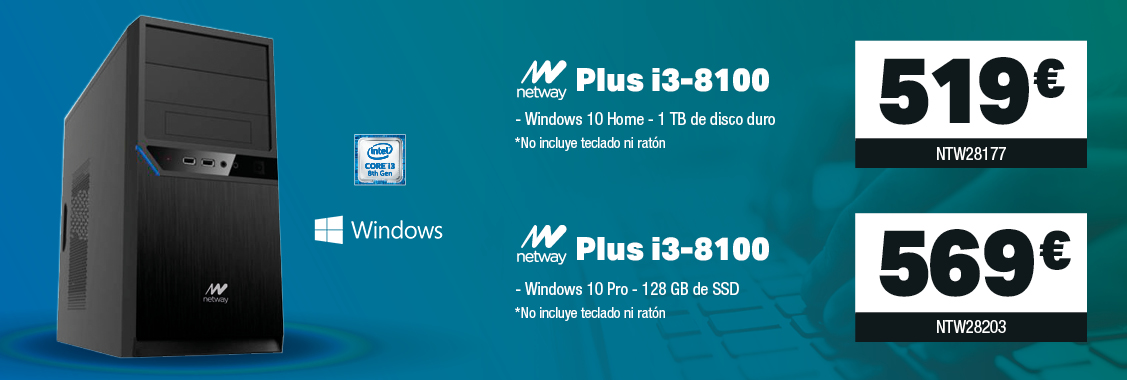 netway
intel
CORE i3
8th Gen
Windows
netway Plus i3-8100
- Windows 10 Home - 1 TB de disco duro
*No incluye teclado ni ratón
519€
NTW28177
netway Plus i3-8100
- Windows 10 Pro - 128 GB de SSD
*No incluye teclado ni ratón
569€
NTW28203